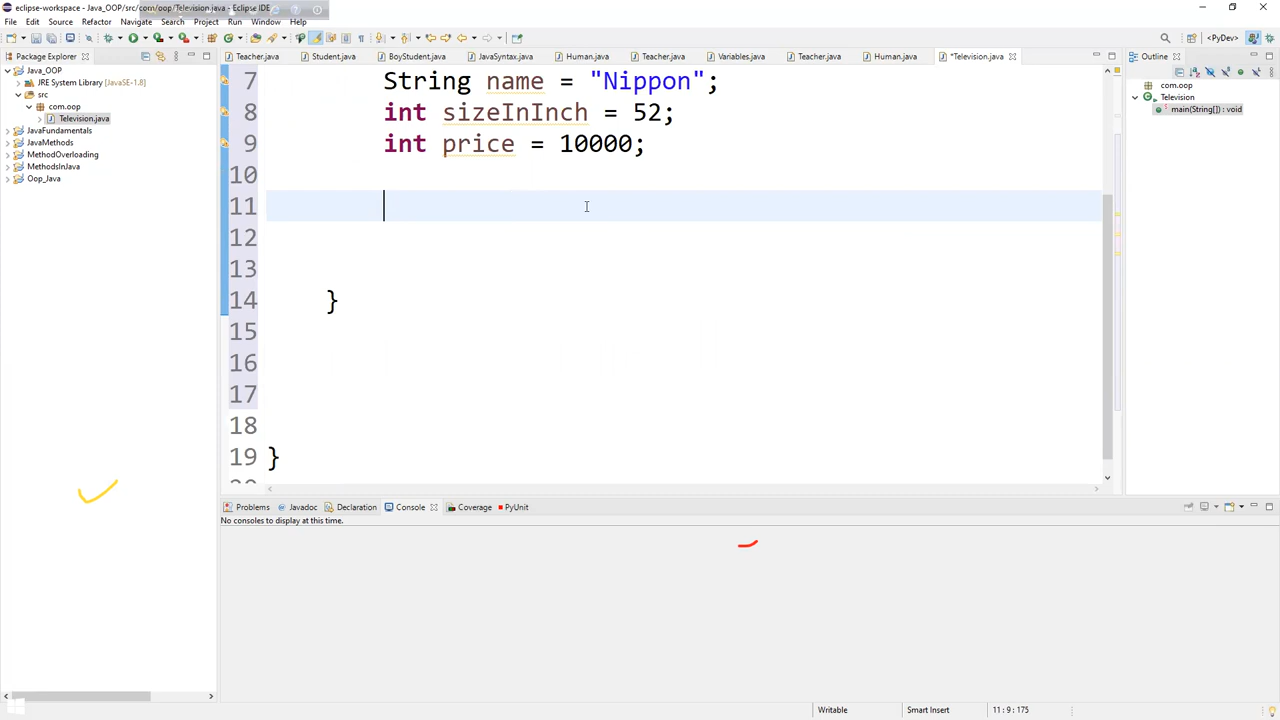 eclipse-workspace - Java_OOP/src/com/oop/Television.java - Eclipse IDE
File Edit Source Refactor Navigate Search Project Run Window Help
<PyDev>
Package Explorer
Teacher.java Student.java BoyStudent.java JavaSyntax.java Human.java Teacher.java Variables.java Teacher.java Human.java *Television.java
Outline
Java_OOP
JRE System Library [JavaSE-1.8]
src
com.oop
Television.java
JavaFundamentals
JavaMethods
MethodOverloading
MethodsInJava
Oop_Java
7 String name = "Nippon";
8 int sizeInInch = 52;
9 int price = 10000;
10
11
12
13
14 }
15
16
17
18
19 }
com.oop
Television
main(String[]) : void
Problems Javadoc Declaration Console Coverage PyUnit
No consoles to display at this time.
Writable Smart Insert 11 : 9 : 175